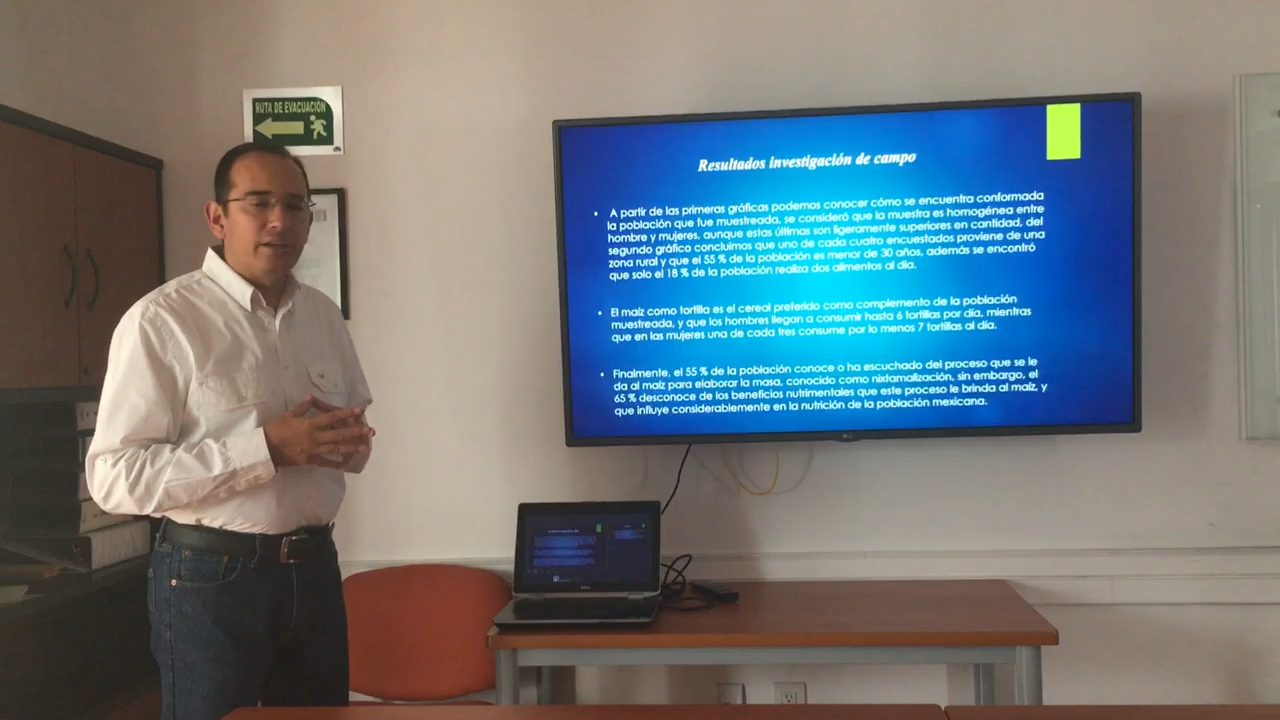 RUTA DE EVACUACIÓN
Resultados investigación de campo
• A partir de las primeras gráficas podemos conocer cómo se encuentra conformada
la población que fue muestreada, se consideró que la muestra es homogénea entre
hombre y mujeres, aunque estas últimas son ligeramente superiores en cantidad, del
segundo gráfico concluimos que uno de cada cuatro encuestados proviene de una
zona rural y que el 55 % de la población es menor de 30 años, además se encontró
que solo el 18 % de la población realiza dos alimentos al día.
• El maíz como tortilla es el cereal preferido como complemento de la población
muestreada, y que los hombres llegan a consumir hasta 6 tortillas por día, mientras
que en las mujeres una de cada tres consume por lo menos 7 tortillas al día.
• Finalmente, el 55 % de la población conoce o ha escuchado del proceso que se le
da al maíz para elaborar la masa, conocido como nixtamalización, sin embargo, el
65 % desconoce de los beneficios nutrimentales que este proceso le brinda al maíz, y
que influye considerablemente en la nutrición de la población mexicana.
LG
DELL